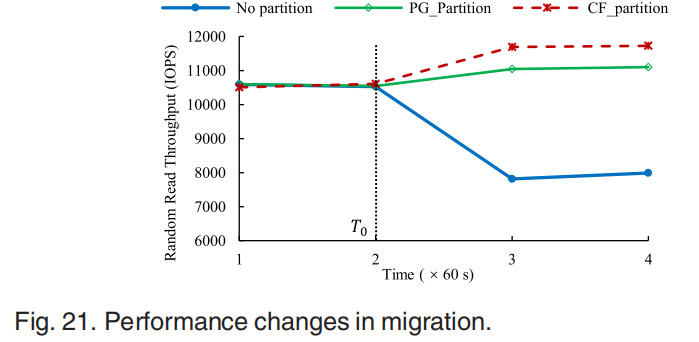 No partition PG_Partition CF_partition
Random Read Throughput (IOPS)
12000
11000
10000
9000
8000
7000
6000
T0
1 2 3 4
Time ( × 60 s)
Fig. 21. Performance changes in migration.